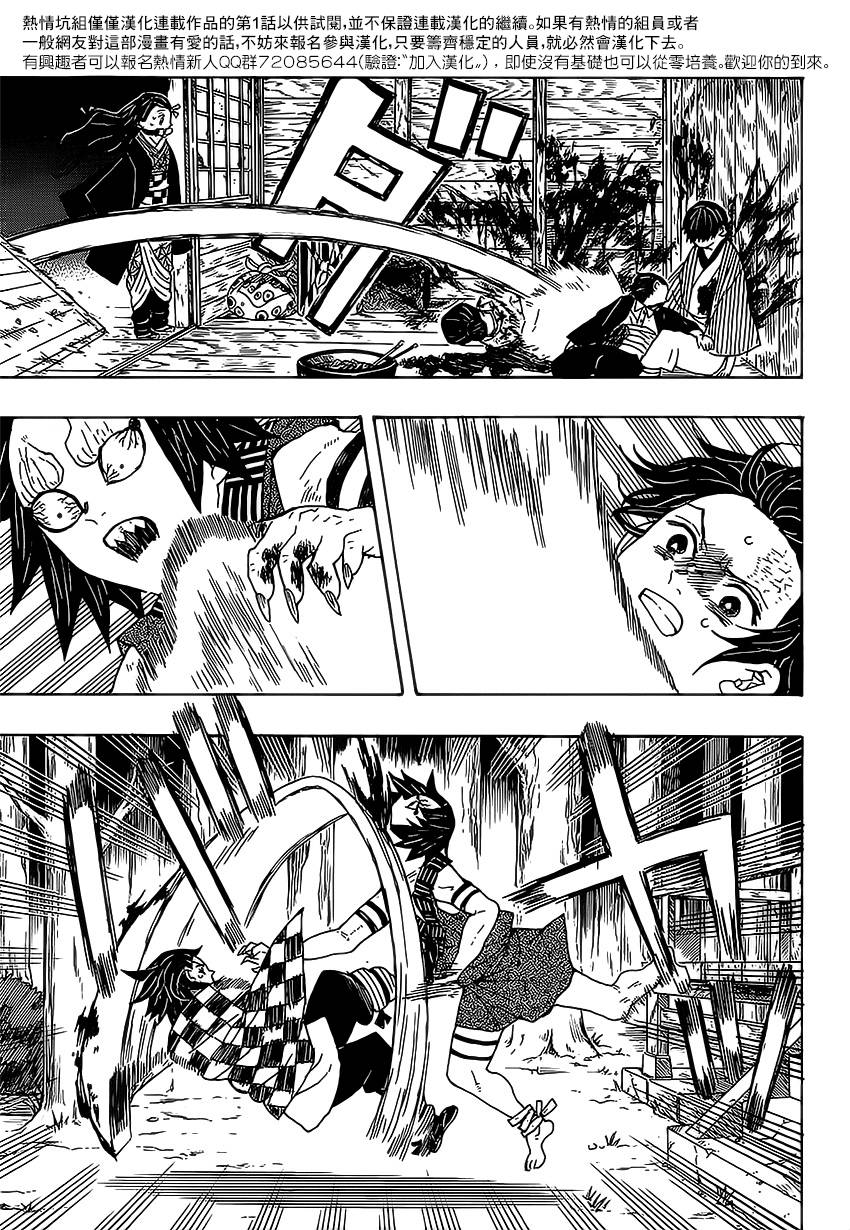 熱情坑組僅僅漢化連載作品的第1話以供試閱,並不保證連載漢化的繼續。如果有熱情的組員或者
一般網友對這部漫畫有愛的話,不妨來報名參與漢化,只要籌齊穩定的人員,就必然會漢化下去。
有興趣者可以報名熱情新人QQ群72085644(驗證:〝加入漢化〞),即使沒有基礎也可以從零培養。歡迎你的到來。
ダ